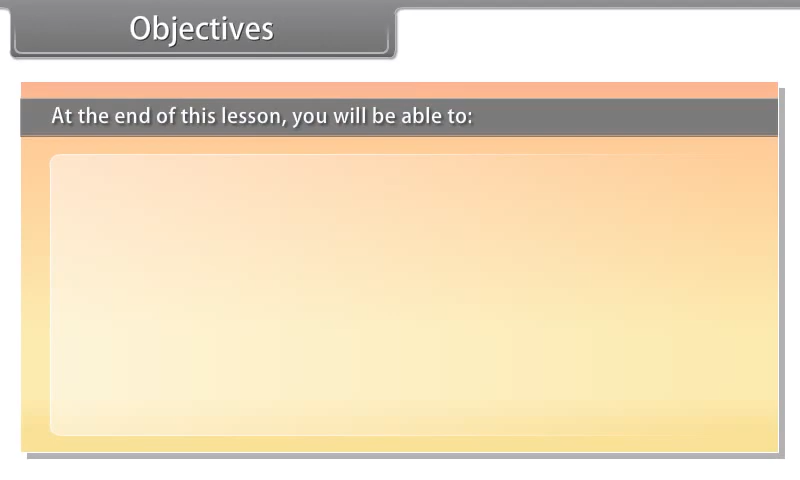 Objectives
At the end of this lesson, you will be able to: